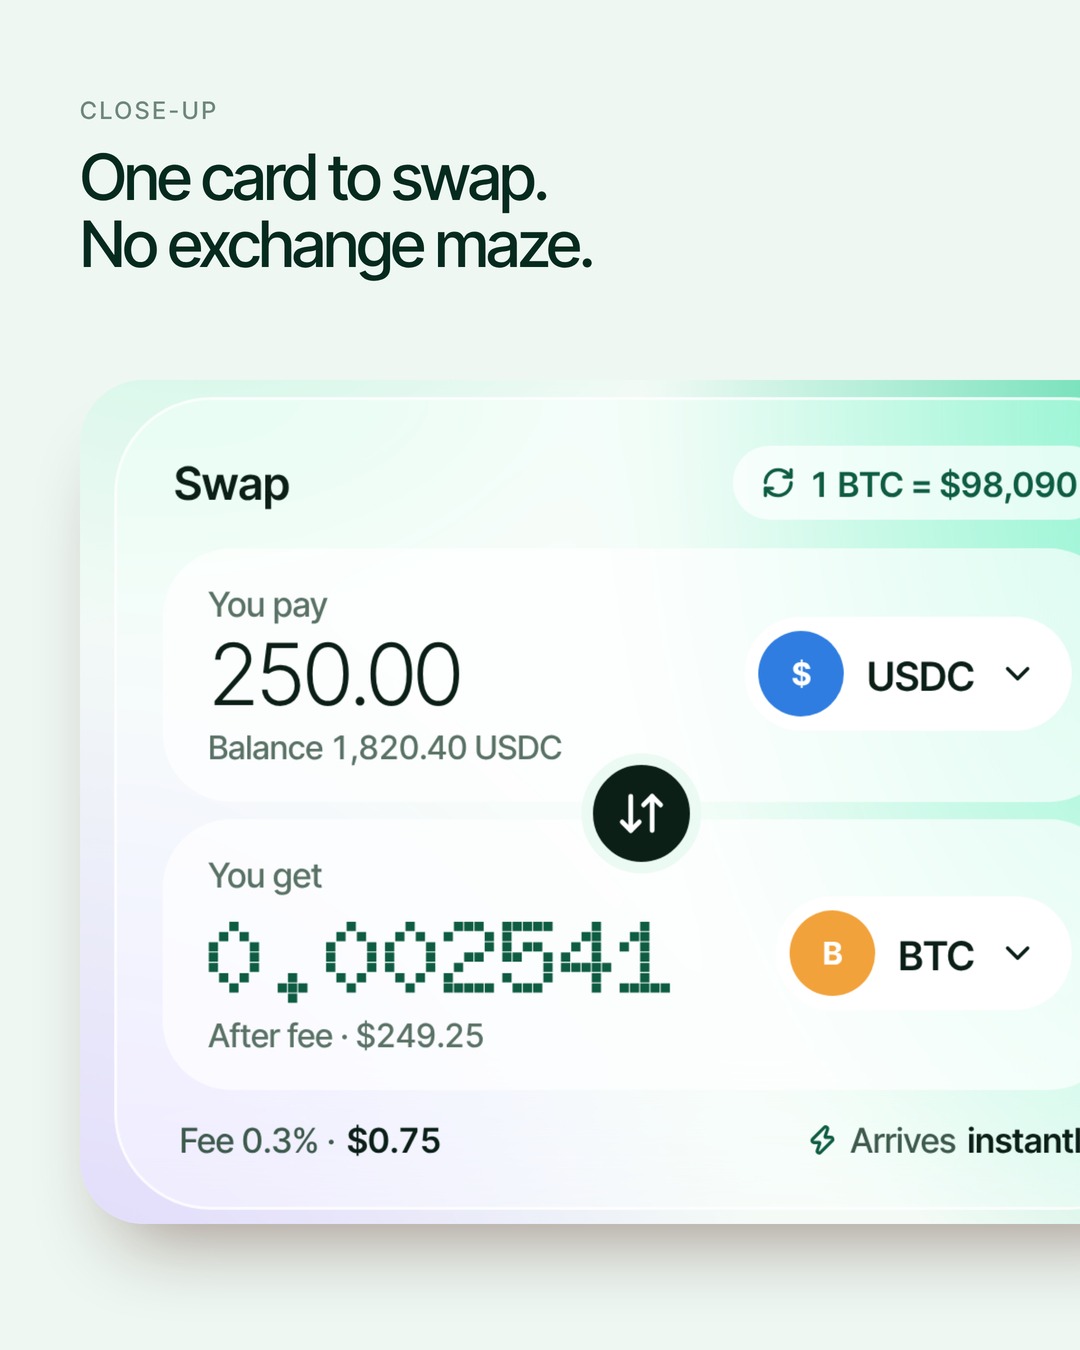 CLOSE-UP
One card to swap.
No exchange maze.
Swap
1 BTC = $98,090
You pay
250.00
$ USDC
Balance 1,820.40 USDC
You get
0.002541
B BTC
After fee · $249.25
Fee 0.3% · $0.75
Arrives instantl